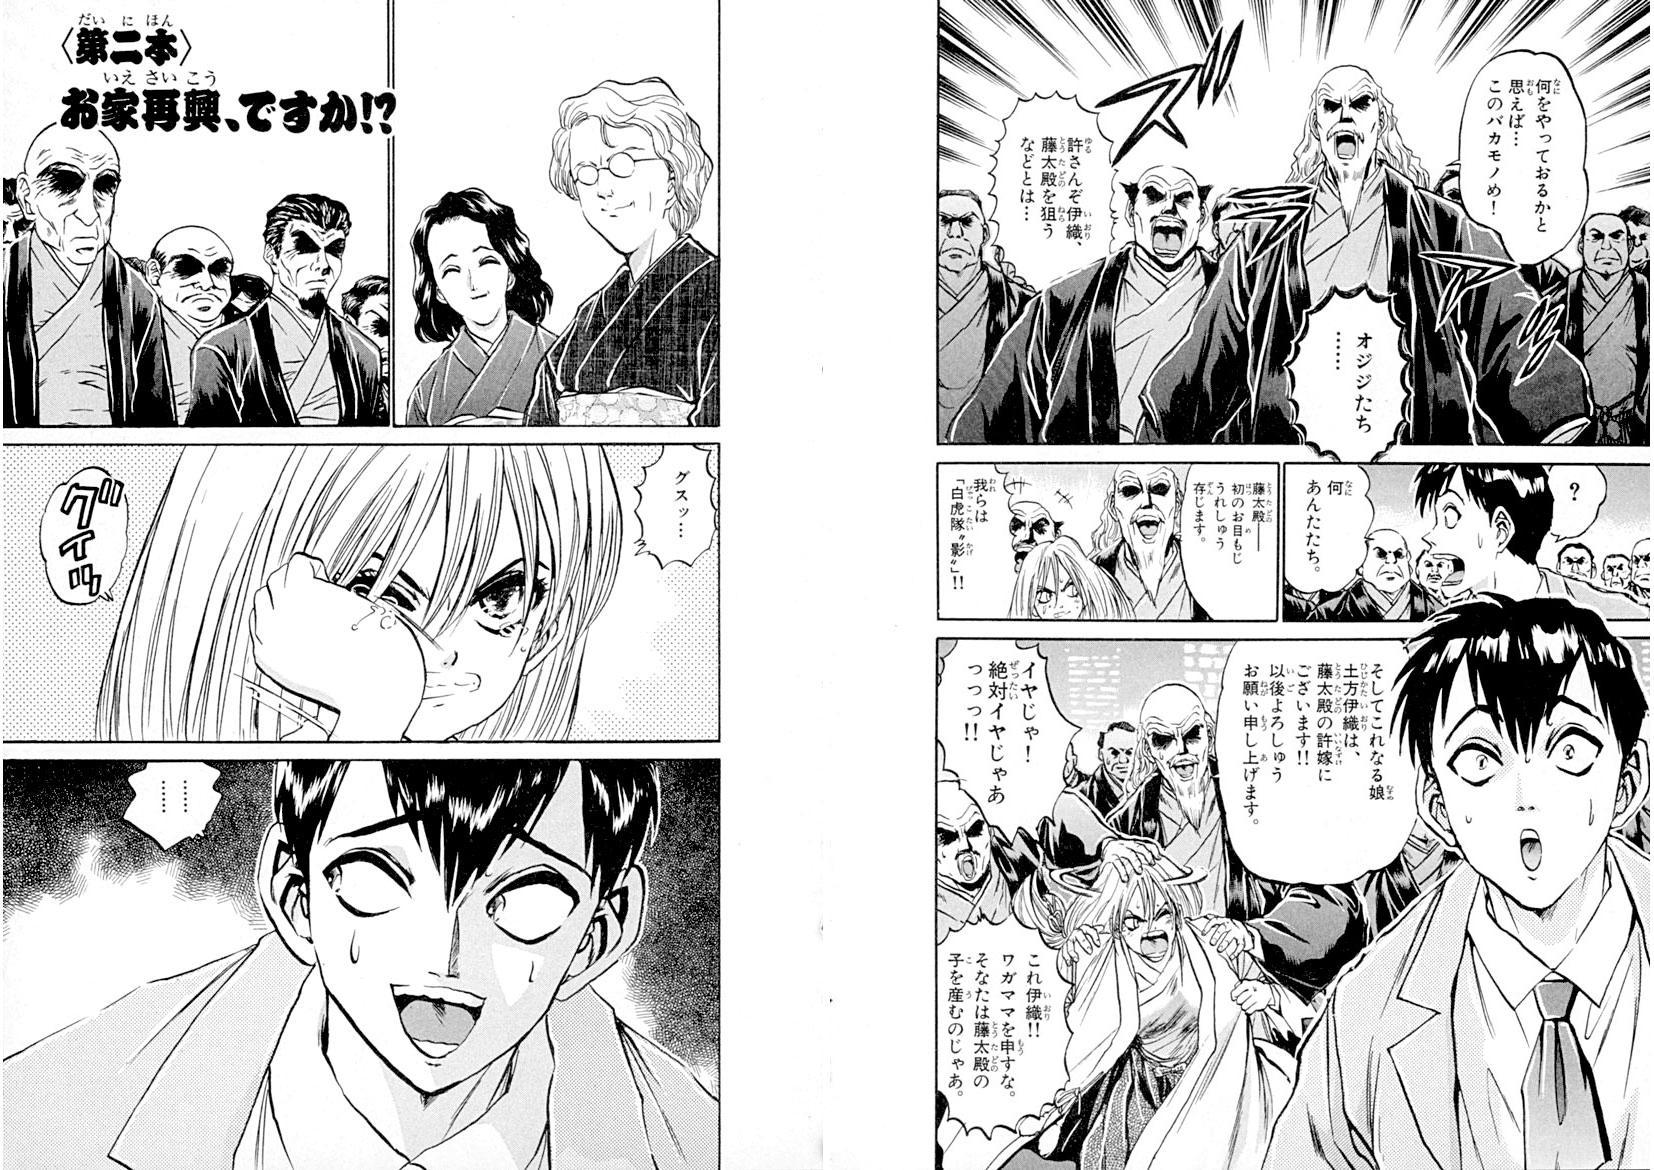 何をやっておるかと
思えば…
このバカモノめ!
ズザ
許さんぞ伊織、
藤太殿を狙う
などとは…
オジジたち
………
?
何
あんたたち。
藤太殿――
初のお目もじ
うれしゅう
存じます。
我らは
「白虎隊〝影〟」!!
そしてこれなる娘
土方伊織は、
藤太殿の許嫁に
ございます!!
以後よろしゅう
お願い申し上げます。
イヤじゃ!
絶対イヤじゃあ
っっっ!!
これ伊織!!
ワガママを申すな。
そなたは藤太殿の
子を産むのじゃあ。
〈第二本〉
お家再興、ですか!?
グスッ…
グイッ
……
……